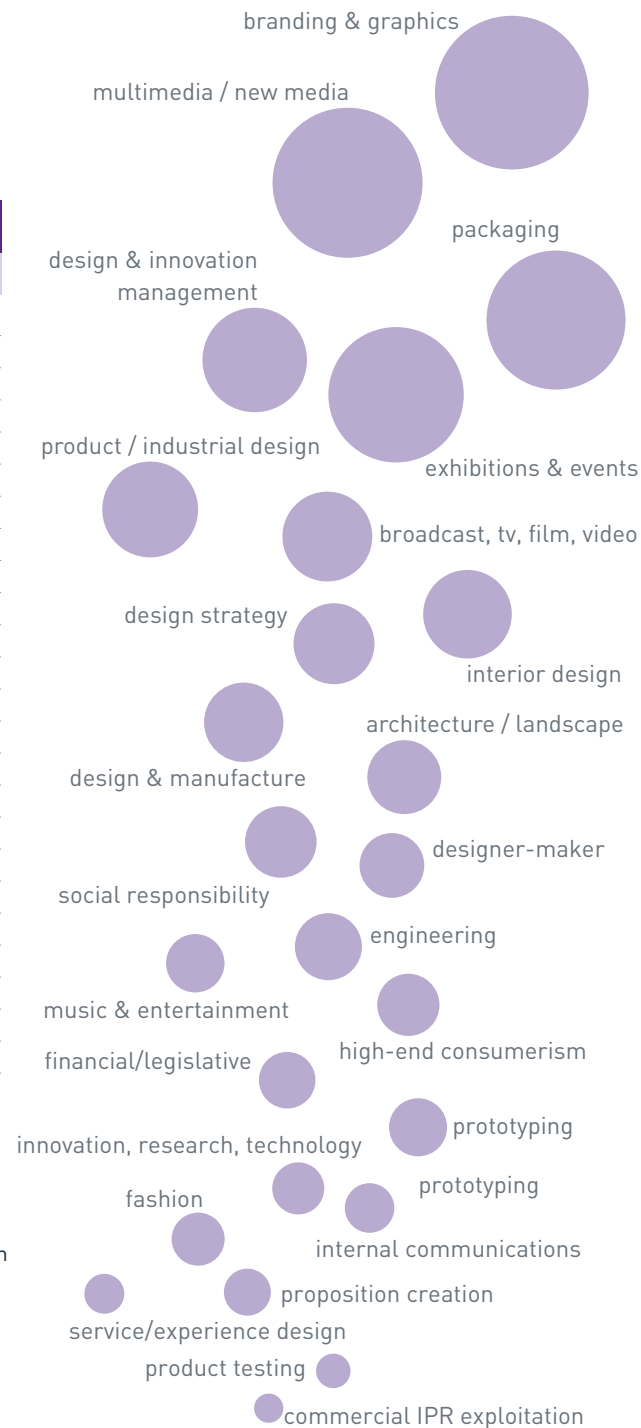 branding & graphics
multimedia / new media
packaging
design & innovation
management
product / industrial design
exhibitions & events
broadcast, tv, film, video
design strategy
interior design
architecture / landscape
design & manufacture
designer-maker
social responsibility
engineering
music & entertainment
high-end consumerism
financial/legislative
prototyping
innovation, research, technology
prototyping
fashion
internal communications
proposition creation
service/experience design
product testing
commercial IPR exploitation